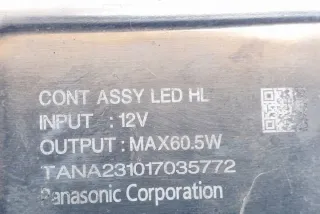 CONT ASSY LED HL
INPUT : 12V
OUTPUT : MAX60.5W
TANA231017035772
Panasonic Corporation